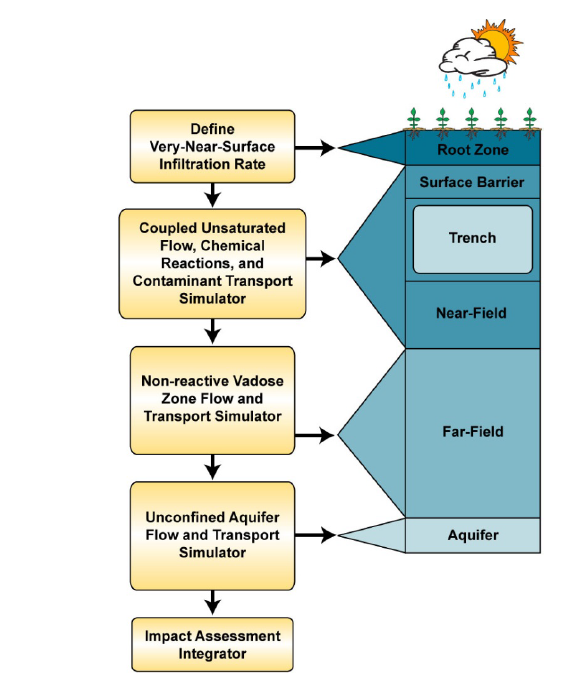 Define
Very-Near-Surface
Infiltration Rate
Root Zone
Surface Barrier
Coupled Unsaturated
Flow, Chemical
Reactions, and
Contaminant Transport
Simulator
Trench
Near-Field
Non-reactive Vadose
Zone Flow and
Transport Simulator
Far-Field
Unconfined Aquifer
Flow and Transport
Simulator
Aquifer
Impact Assessment
Integrator